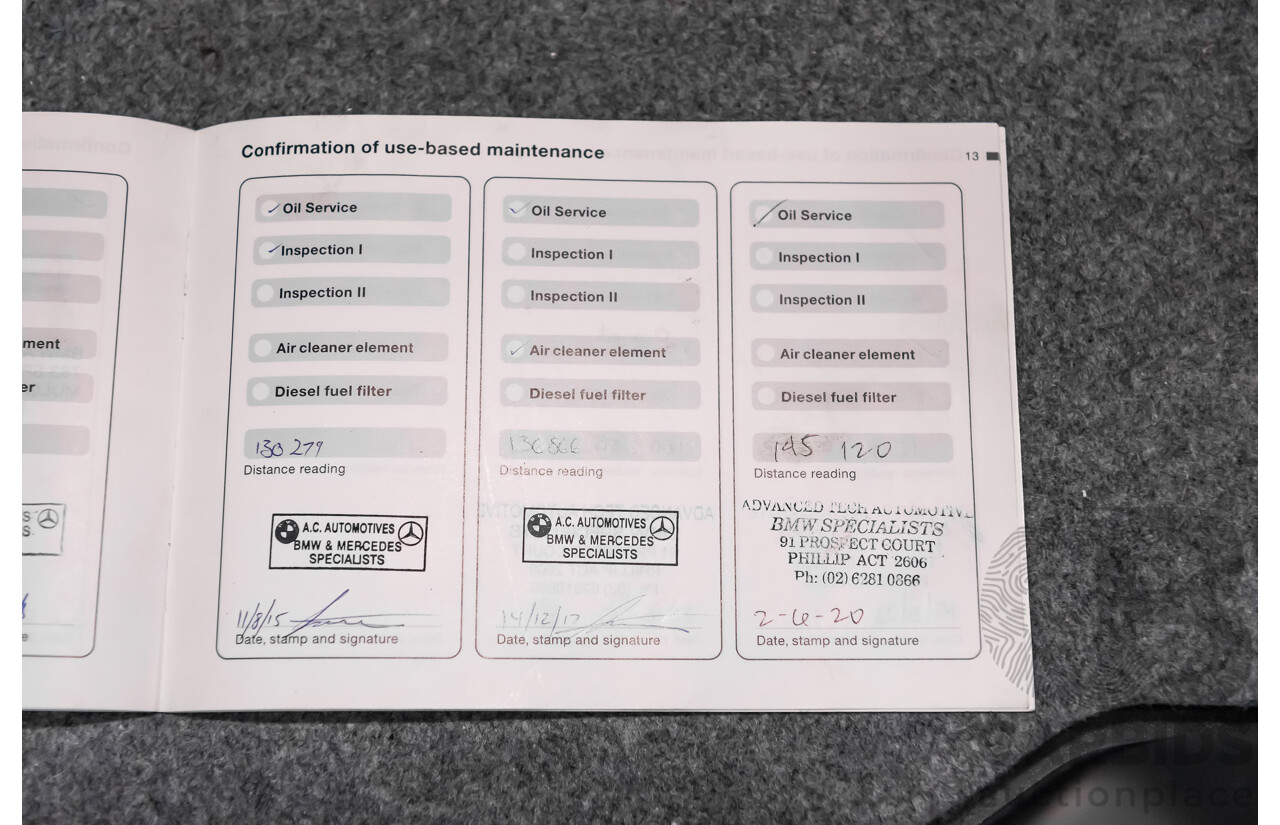 Confirmation of use-based maintenance
13
Oil Service
Inspection I
Inspection II
Air cleaner element
Diesel fuel filter
130 279
Distance reading
A.C. AUTOMOTIVES
BMW & MERCEDES
SPECIALISTS
11/8/15
Date, stamp and signature
Oil Service
Inspection I
Inspection II
Air cleaner element
Diesel fuel filter
Distance reading
A.C. AUTOMOTIVES
BMW & MERCEDES
SPECIALISTS
14/12/17
Date, stamp and signature
Oil Service
Inspection I
Inspection II
Air cleaner element
Diesel fuel filter
145 120
Distance reading
ADVANCED TECH AUTOMOTIVE
BMW SPECIALISTS
91 PROSPECT COURT
PHILLIP ACT 2606
Ph: (02) 6281 0866
2-6-20
Date, stamp and signature
ment
er